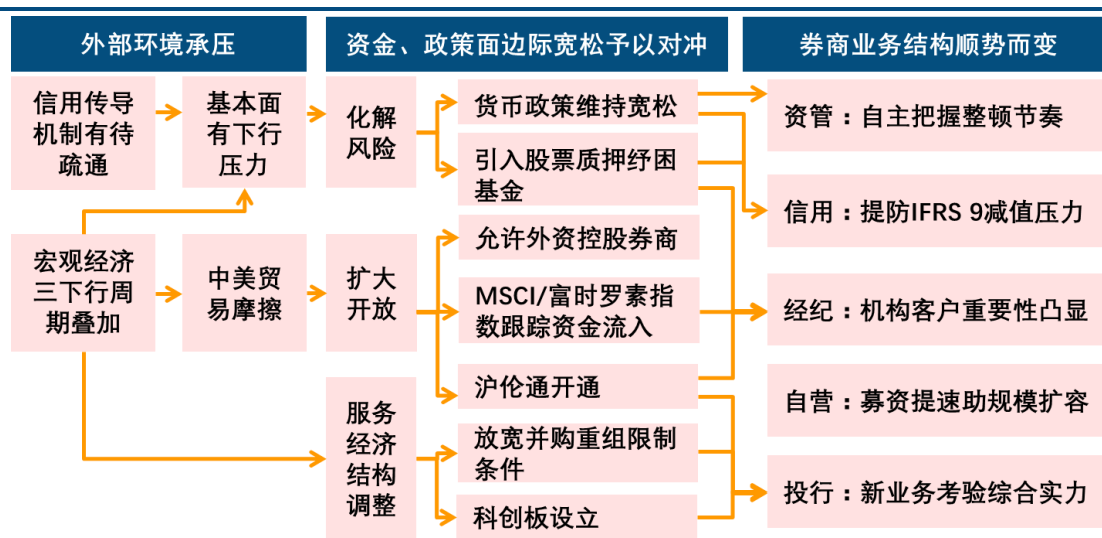 外部环境承压
资金、政策面边际宽松予以对冲
券商业务结构顺势而变
信用传导
机制有待
疏通
基本面
有下行
压力
化解
风险
货币政策维持宽松
引入股票质押纾困
基金
宏观经济
三下行周
期叠加
中美贸
易摩擦
扩大
开放
允许外资控股券商
MSCI/富时罗素指
数跟踪资金流入
沪伦通开通
服务
经济
结构
调整
放宽并购重组限制
条件
科创板设立
资管：自主把握整顿节奏
信用：提防IFRS 9减值压力
经纪：机构客户重要性凸显
自营：募资提速助规模扩容
投行：新业务考验综合实力